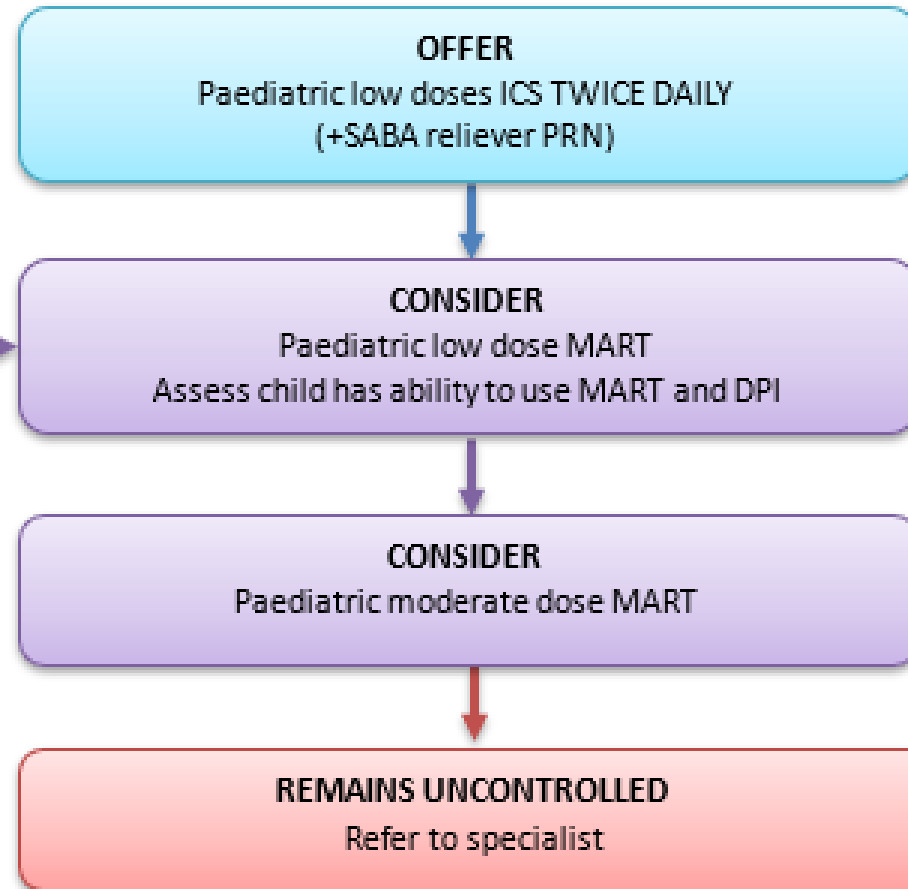 OFFER
Paediatric low doses ICS TWICE DAILY
(+SABA reliever PRN)
CONSIDER
Paediatric low dose MART
Assess child has ability to use MART and DPI
CONSIDER
Paediatric moderate dose MART
REMAINS UNCONTROLLED
Refer to specialist